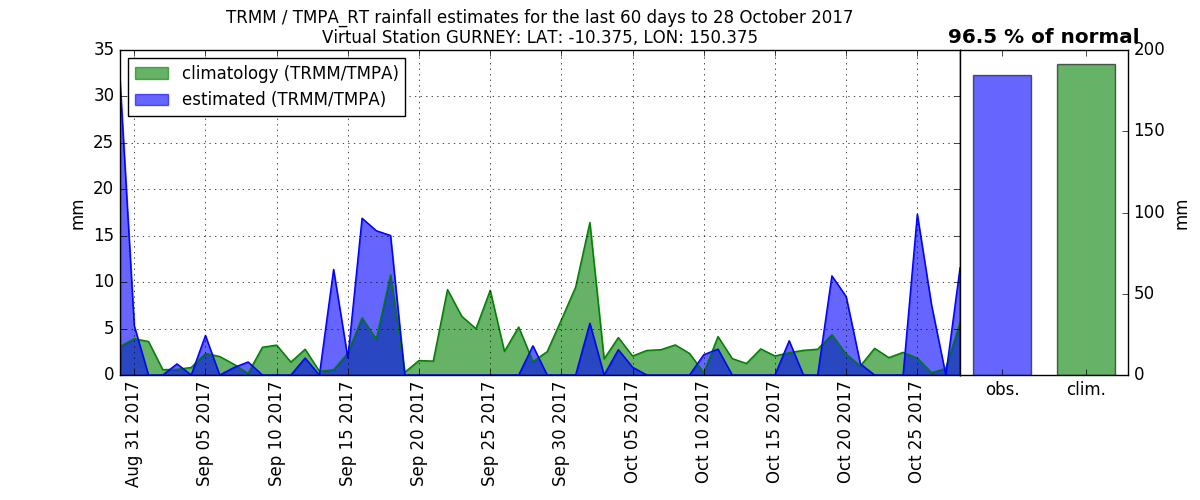 TRMM / TMPA_RT rainfall estimates for the last 60 days to 28 October 2017
Virtual Station GURNEY: LAT: -10.375, LON: 150.375
96.5 % of normal
climatology (TRMM/TMPA)
estimated (TRMM/TMPA)
mm
35
30
25
20
15
10
5
0
Aug 31 2017
Sep 05 2017
Sep 10 2017
Sep 15 2017
Sep 20 2017
Sep 25 2017
Sep 30 2017
Oct 05 2017
Oct 10 2017
Oct 15 2017
Oct 20 2017
Oct 25 2017
obs.
clim.
200
150
100
50
0
mm